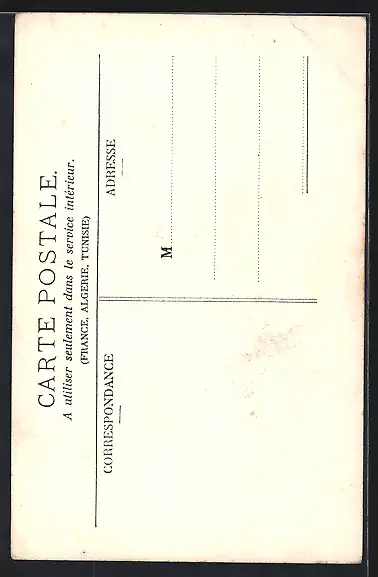 CARTE POSTALE.
A utiliser seulement dans le service intérieur.
(FRANCE, ALGERIE, TUNISIE)
CORRESPONDANCE
ADRESSE
M